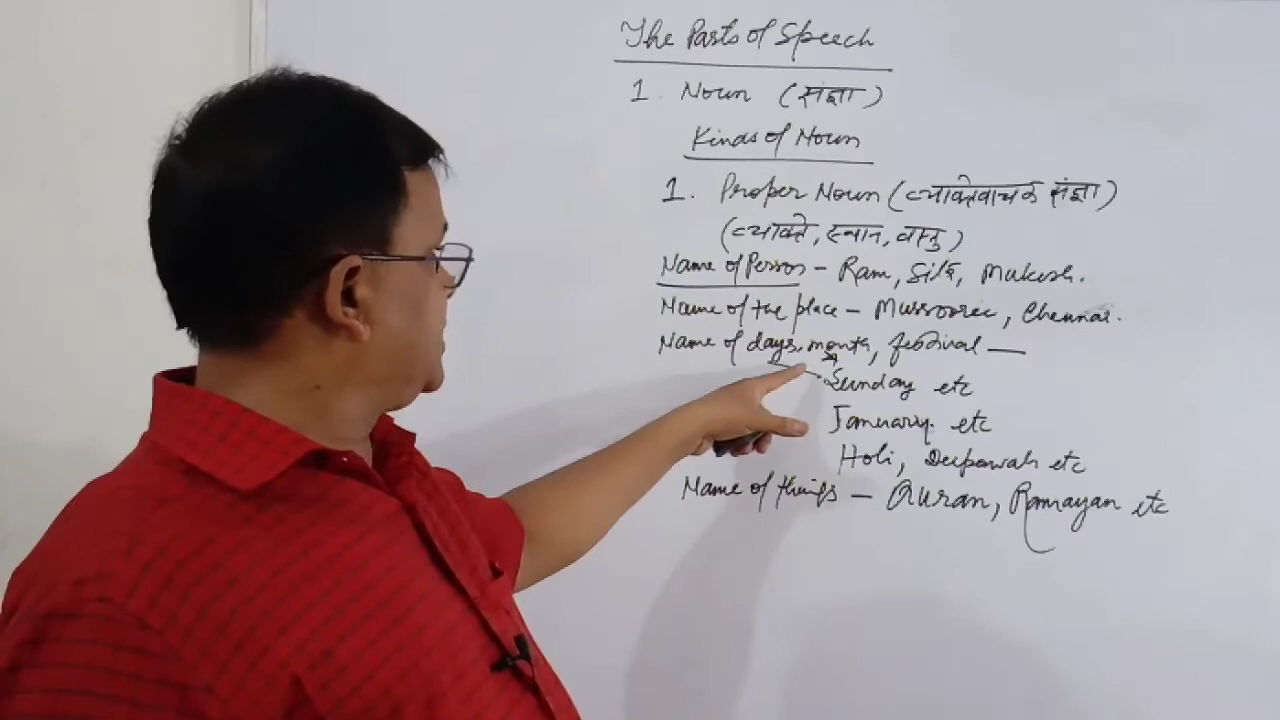 The Parts of Speech
1. Noun (संज्ञा)
Kinds of Noun
1. Proper Noun (व्यक्तिवाचक संज्ञा)
(व्यक्ति, स्थान, वस्तु)
Name of Person - Ram, Mukesh.
Name of the place - Mussoorie, Chennai.
Name of days, month, festival —
Sunday etc
January. etc
Holi, Deepawali etc
Name of things - Quran, Ramayan etc